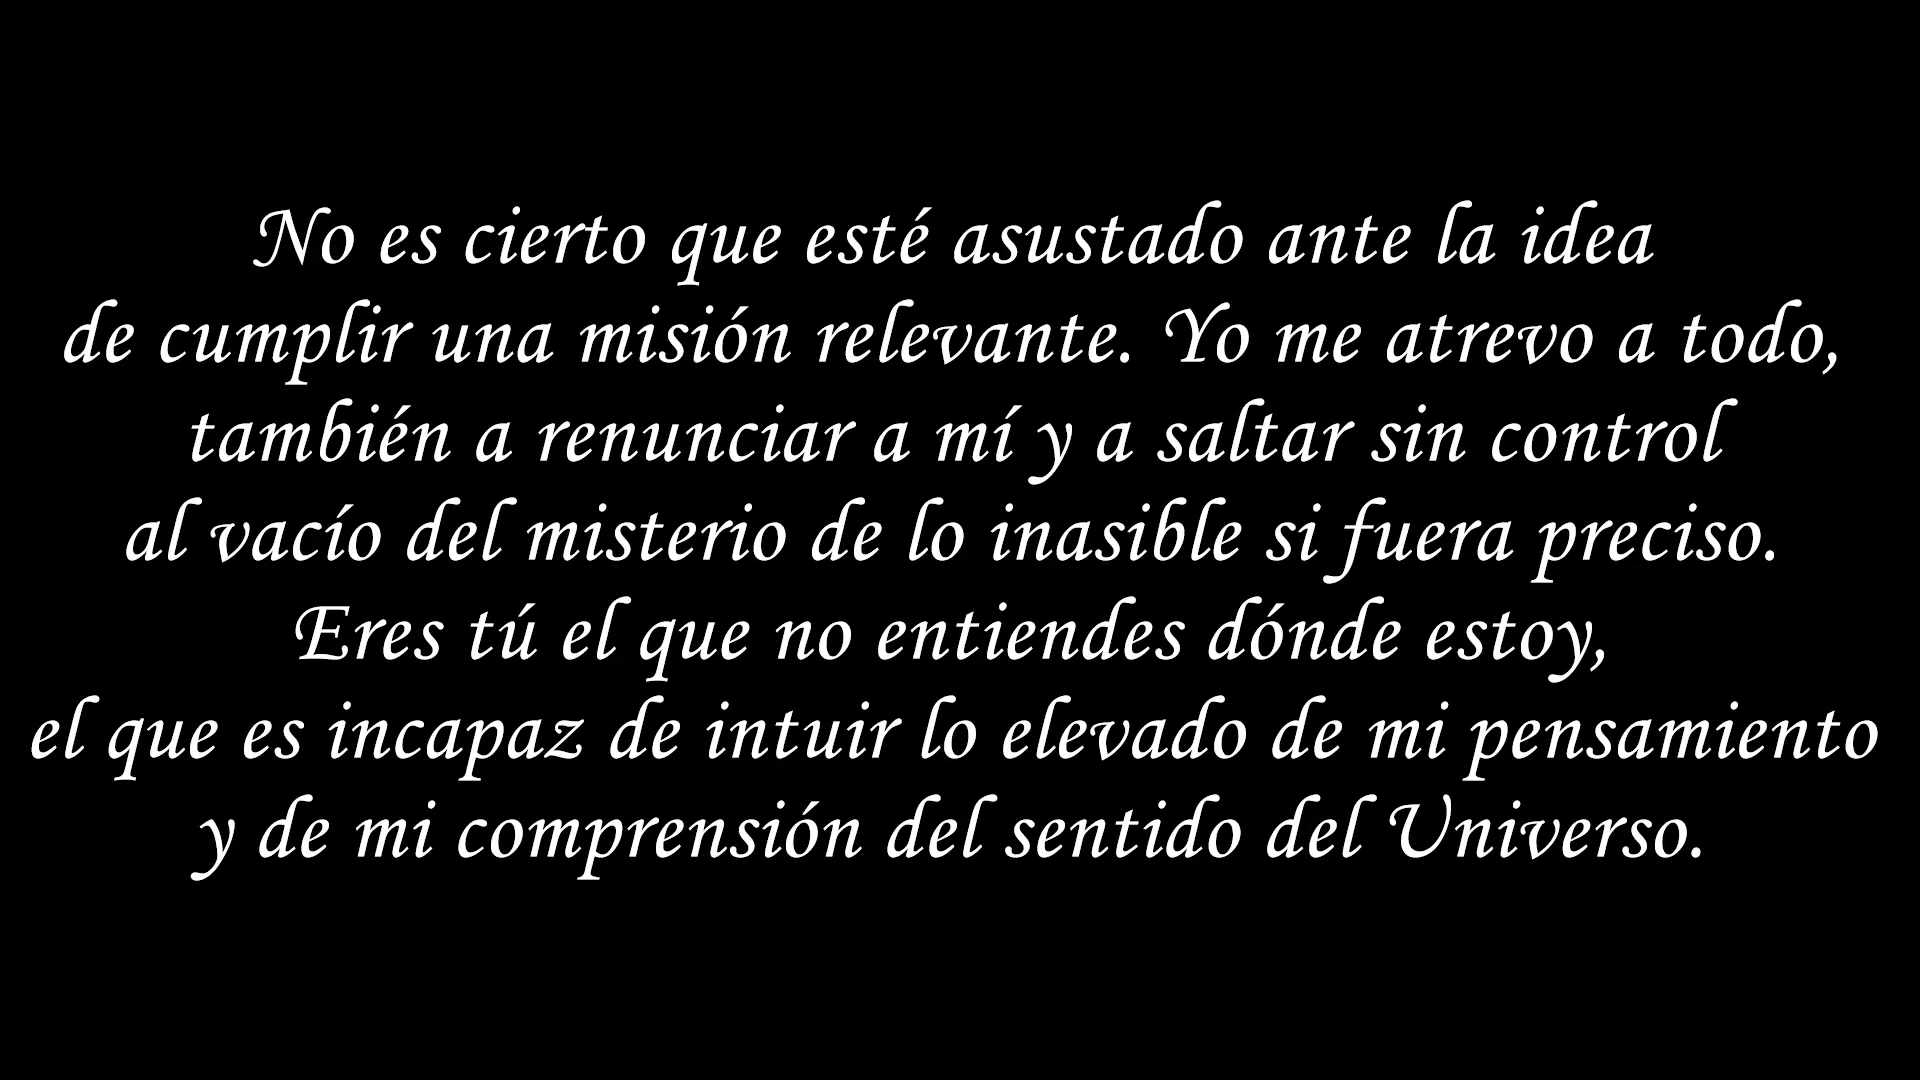 No es cierto que esté asustado ante la idea
de cumplir una misión relevante. Yo me atrevo a todo,
también a renunciar a mí y a saltar sin control
al vacío del misterio de lo inasible si fuera preciso.
Eres tú el que no entiendes dónde estoy,
el que es incapaz de intuir lo elevado de mi pensamiento
y de mi comprensión del sentido del Universo.